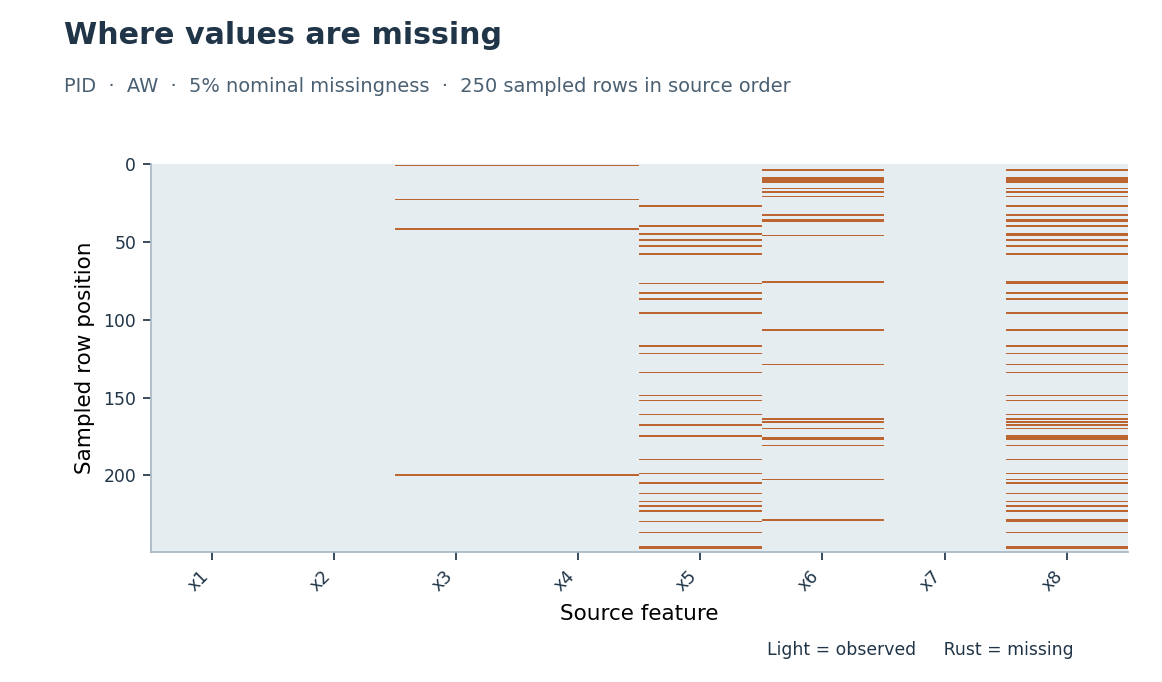 Where values are missing
PID · AW · 5% nominal missingness · 250 sampled rows in source order
0
50
100
150
200
Sampled row position
x1 x2 x3 x4 x5 x6 x7 x8
Source feature
Light = observed Rust = missing